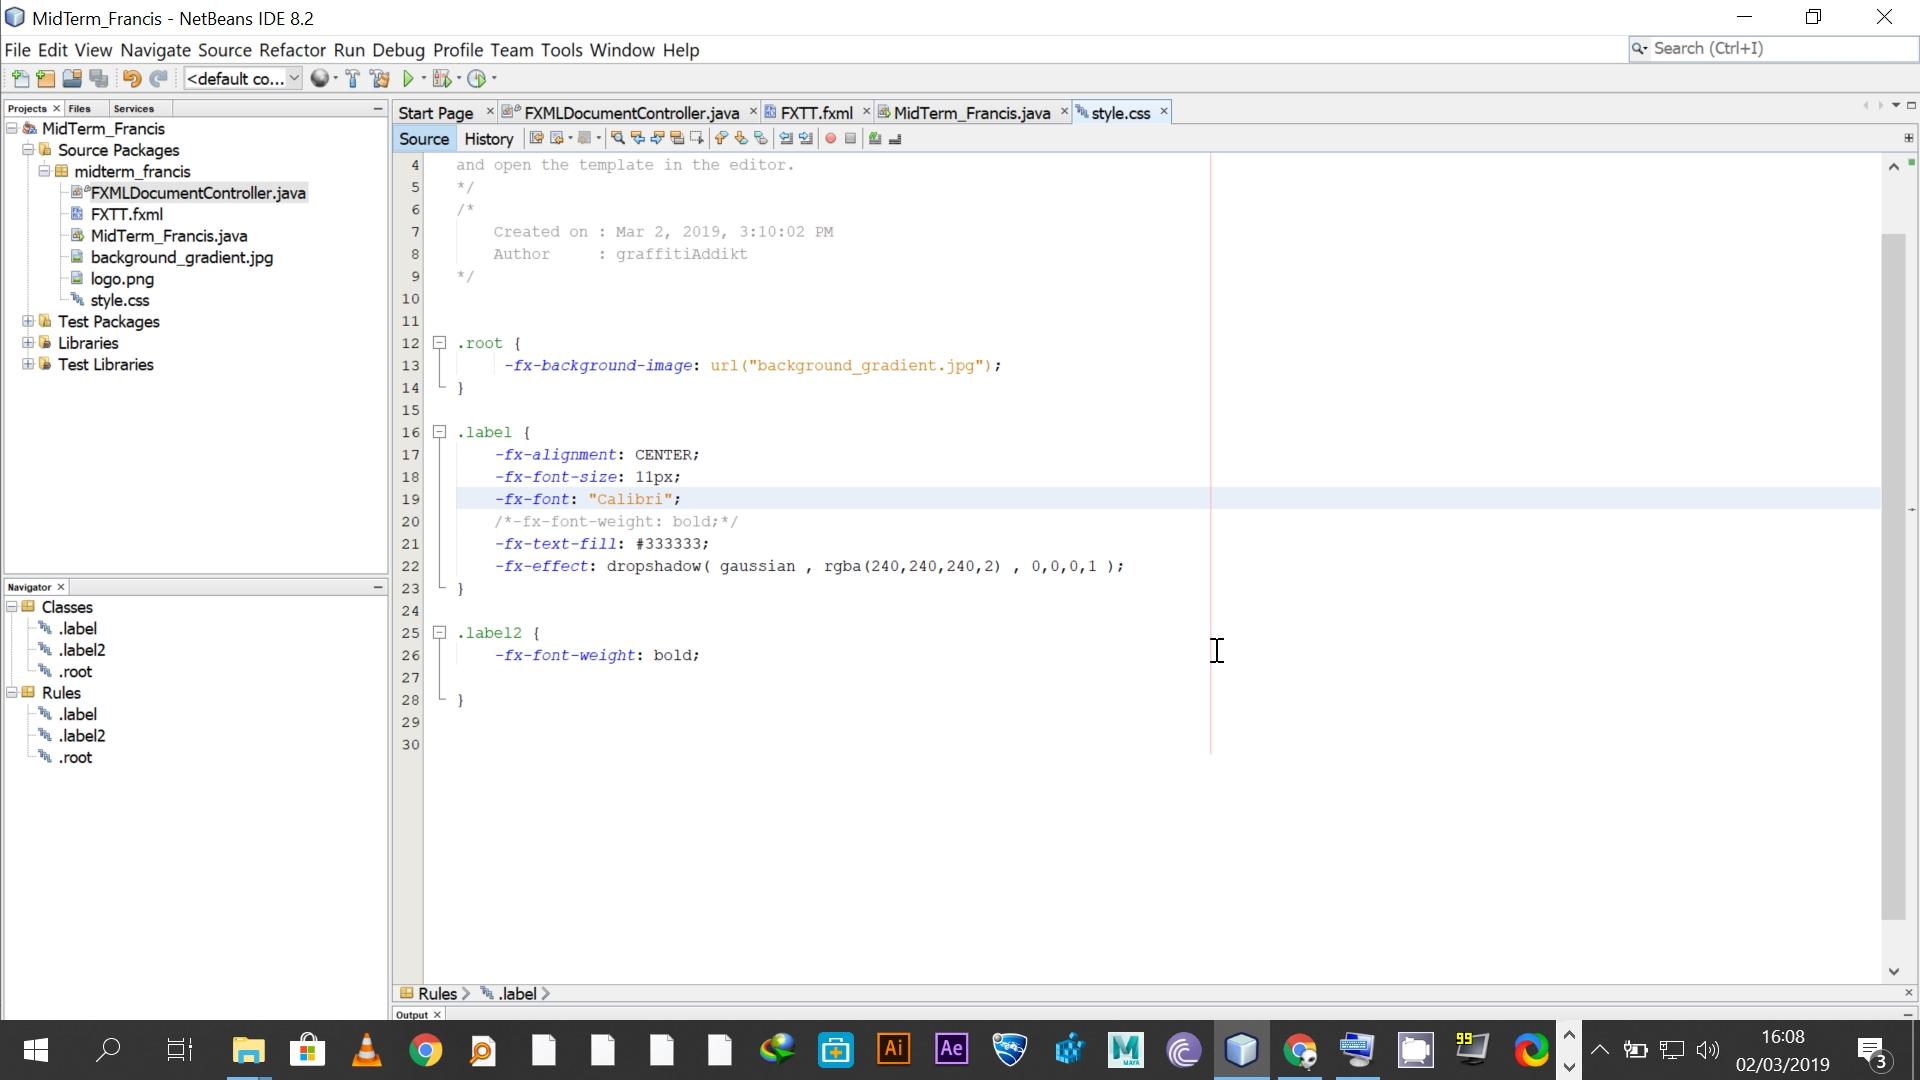 MidTerm_Francis - NetBeans IDE 8.2
File Edit View Navigate Source Refactor Run Debug Profile Team Tools Window Help
Search (Ctrl+I)
<default co...
Projects Files Services
Start Page FXMLDocumentController.java FXTT.fxml MidTerm_Francis.java style.css
Source History
MidTerm_Francis
Source Packages
midterm_francis
FXMLDocumentController.java
FXTT.fxml
MidTerm_Francis.java
background_gradient.jpg
logo.png
style.css
Test Packages
Libraries
Test Libraries
Navigator
Classes
.label
.label2
.root
Rules
.label
.label2
.root
4 and open the template in the editor.
5 */
6 /*
7 Created on : Mar 2, 2019, 3:10:02 PM
8 Author : graffitiAddikt
9 */
10
11
12 .root {
13 -fx-background-image: url("background_gradient.jpg");
14 }
15
16 .label {
17 -fx-alignment: CENTER;
18 -fx-font-size: 11px;
19 -fx-font: "Calibri";
20 /*-fx-font-weight: bold;*/
21 -fx-text-fill: #333333;
22 -fx-effect: dropshadow( gaussian , rgba(240,240,240,2) , 0,0,0,1 );
23 }
24
25 .label2 {
26 -fx-font-weight: bold;
27
28 }
29
30
Rules .label
Output
Ai
Ae
M
MAYA
99
16:08
02/03/2019
3